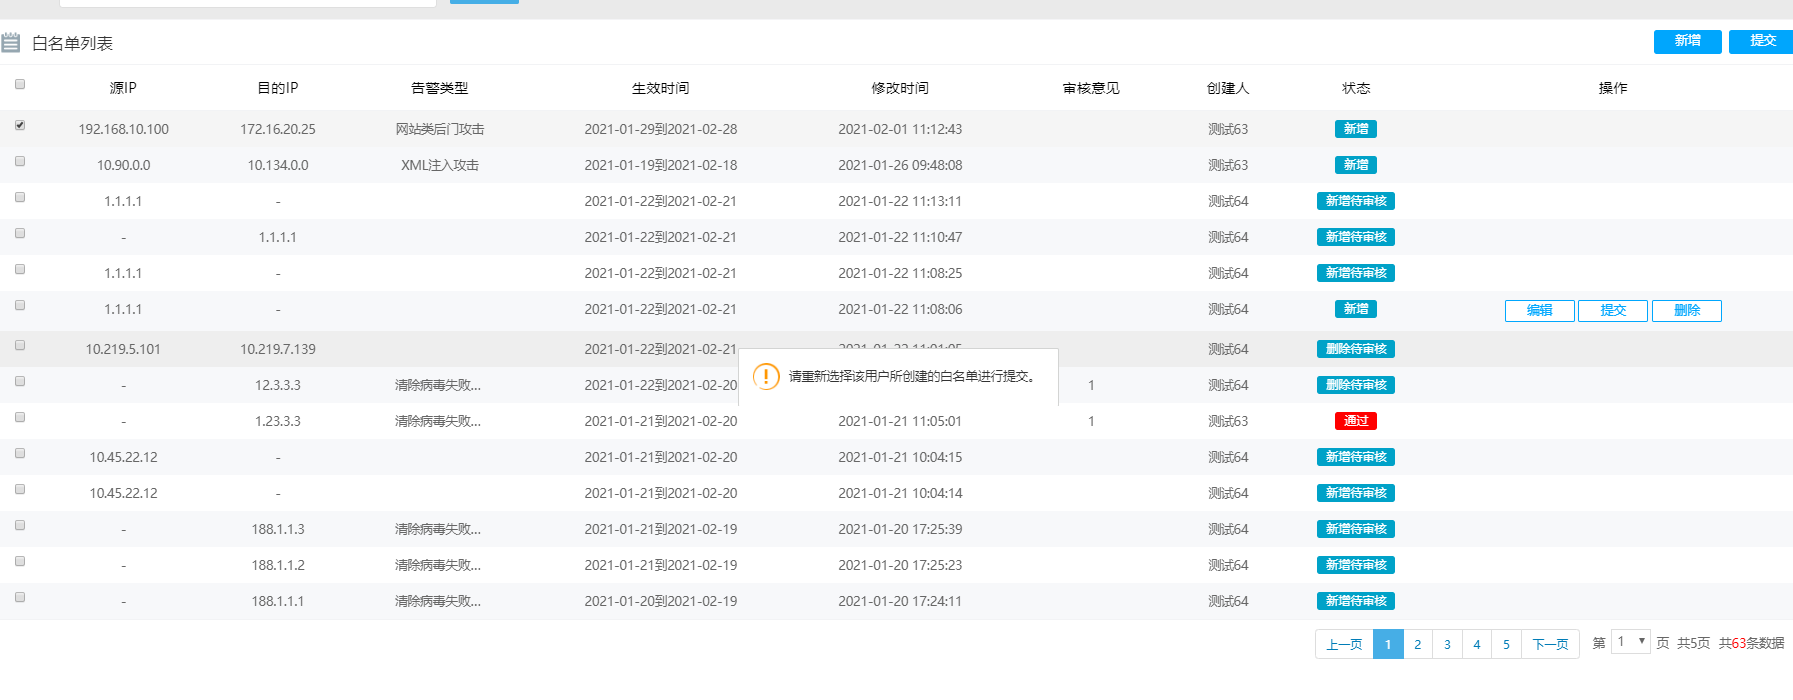 白名单列表 新增 提交
源IP 目的IP 告警类型 生效时间 修改时间 审核意见 创建人 状态 操作
192.168.10.100 172.16.20.25 网站类后门攻击 2021-01-29到2021-02-28 2021-02-01 11:12:43 测试63 新增
10.90.0.0 10.134.0.0 XML注入攻击 2021-01-19到2021-02-18 2021-01-26 09:48:08 测试63 新增
1.1.1.1 - 2021-01-22到2021-02-21 2021-01-22 11:13:11 测试64 新增待审核
- 1.1.1.1 2021-01-22到2021-02-21 2021-01-22 11:10:47 测试64 新增待审核
1.1.1.1 - 2021-01-22到2021-02-21 2021-01-22 11:08:25 测试64 新增待审核
1.1.1.1 - 2021-01-22到2021-02-21 2021-01-22 11:08:06 测试64 新增 编辑 提交 删除
10.219.5.101 10.219.7.139 2021-01-22到2021-02-21 测试64 删除待审核
请重新选择该用户所创建的白名单进行提交。
- 12.3.3.3 清除病毒失败... 2021-01-22到2021-02-20 1 测试64 删除待审核
- 1.23.3.3 清除病毒失败... 2021-01-21到2021-02-20 2021-01-21 11:05:01 1 测试63 通过
10.45.22.12 - 2021-01-21到2021-02-20 2021-01-21 10:04:15 测试64 新增待审核
10.45.22.12 - 2021-01-21到2021-02-20 2021-01-21 10:04:14 测试64 新增待审核
- 188.1.1.3 清除病毒失败... 2021-01-21到2021-02-19 2021-01-20 17:25:39 测试64 新增待审核
- 188.1.1.2 清除病毒失败... 2021-01-21到2021-02-19 2021-01-20 17:25:23 测试64 新增待审核
- 188.1.1.1 清除病毒失败... 2021-01-20到2021-02-19 2021-01-20 17:24:11 测试64 新增待审核
上一页 1 2 3 4 5 下一页 第 1 页 共5页 共63条数据